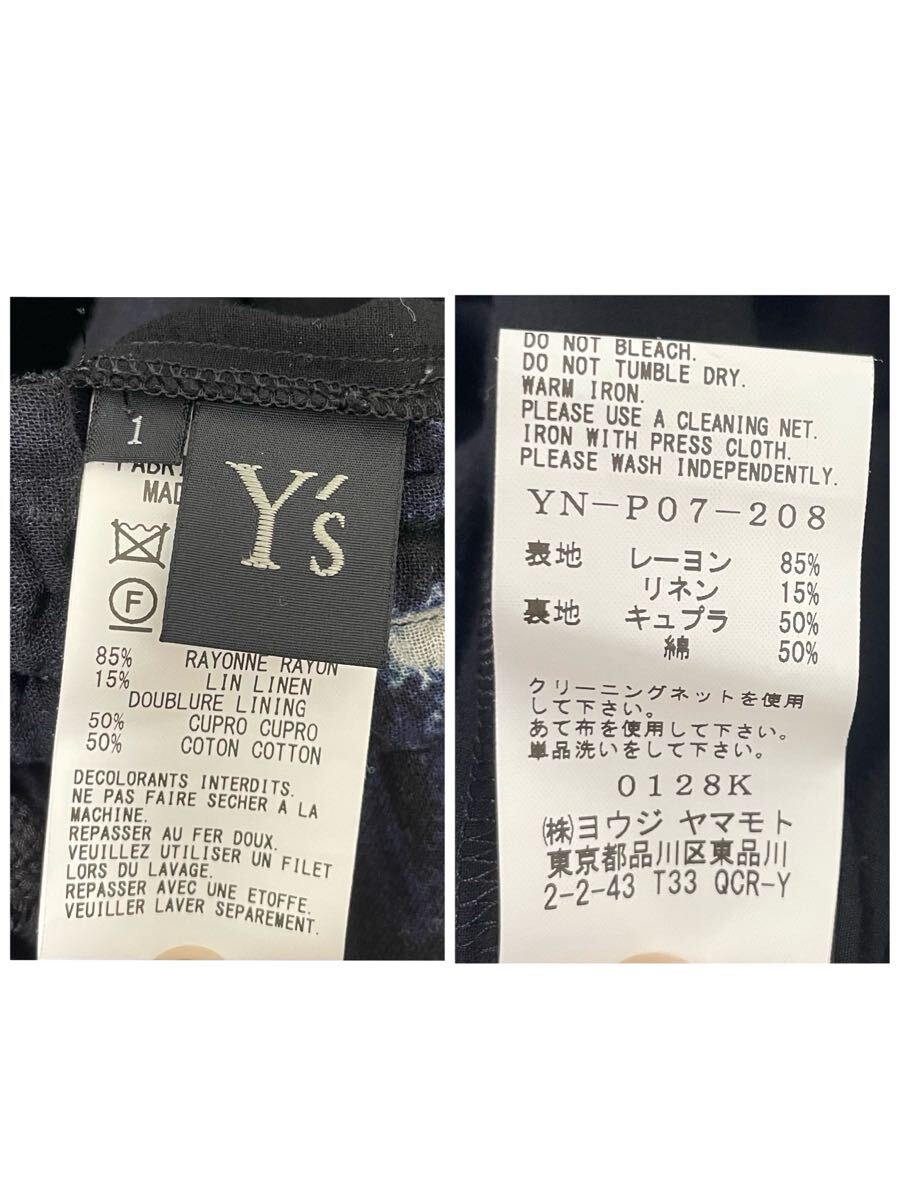 1
Y's
MAD
F
85% RAYONNE RAYON
15% LIN LINEN
DOUBLURE LINING
50% CUPRO CUPRO
50% COTON COTTON
DECOLORANTS INTERDITS.
NE PAS FAIRE SECHER A LA
MACHINE.
REPASSER AU FER DOUX.
VEUILLEZ UTILISER UN FILET
LORS DU LAVAGE.
REPASSER AVEC UNE ETOFFE.
VEUILLER LAVER SEPAREMENT.
DO NOT BLEACH.
DO NOT TUMBLE DRY.
WARM IRON.
PLEASE USE A CLEANING NET.
IRON WITH PRESS CLOTH.
PLEASE WASH INDEPENDENTLY.
YN-P07-208
表地 レーヨン 85%
リネン 15%
裏地 キュプラ 50%
綿 50%
クリーニングネットを使用
して下さい。
あて布を使用して下さい。
単品洗いをして下さい。
0128K
㈱ヨウジ ヤマモト
東京都品川区東品川
2-2-43 T33 QCR-Y